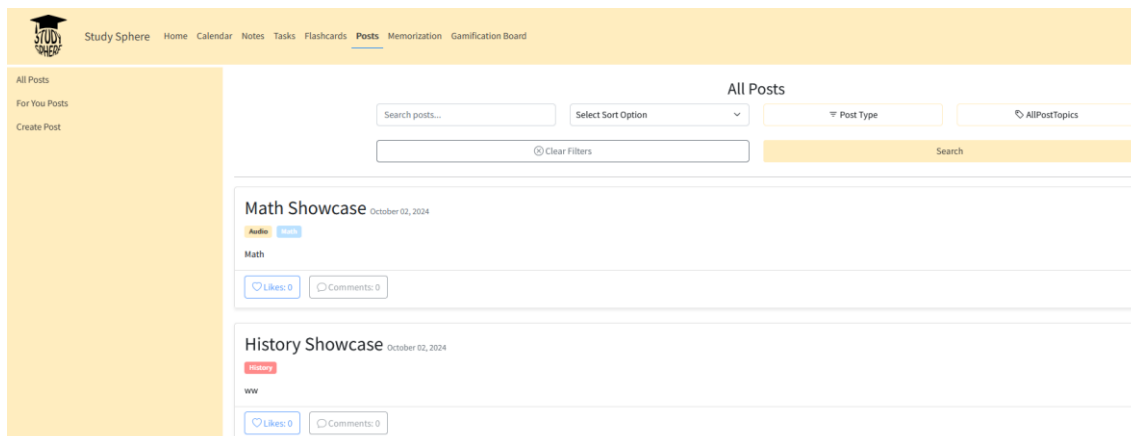 STUDY
SPHERE
Study Sphere Home Calendar Notes Tasks Flashcards Posts Memorization Gamification Board
All Posts
For You Posts
Create Post
All Posts
Search posts... Select Sort Option Post Type AllPostTopics
Clear Filters Search
Math Showcase October 02, 2024
Audio Math
Math
Likes: 0 Comments: 0
History Showcase October 02, 2024
History
ww
Likes: 0 Comments: 0